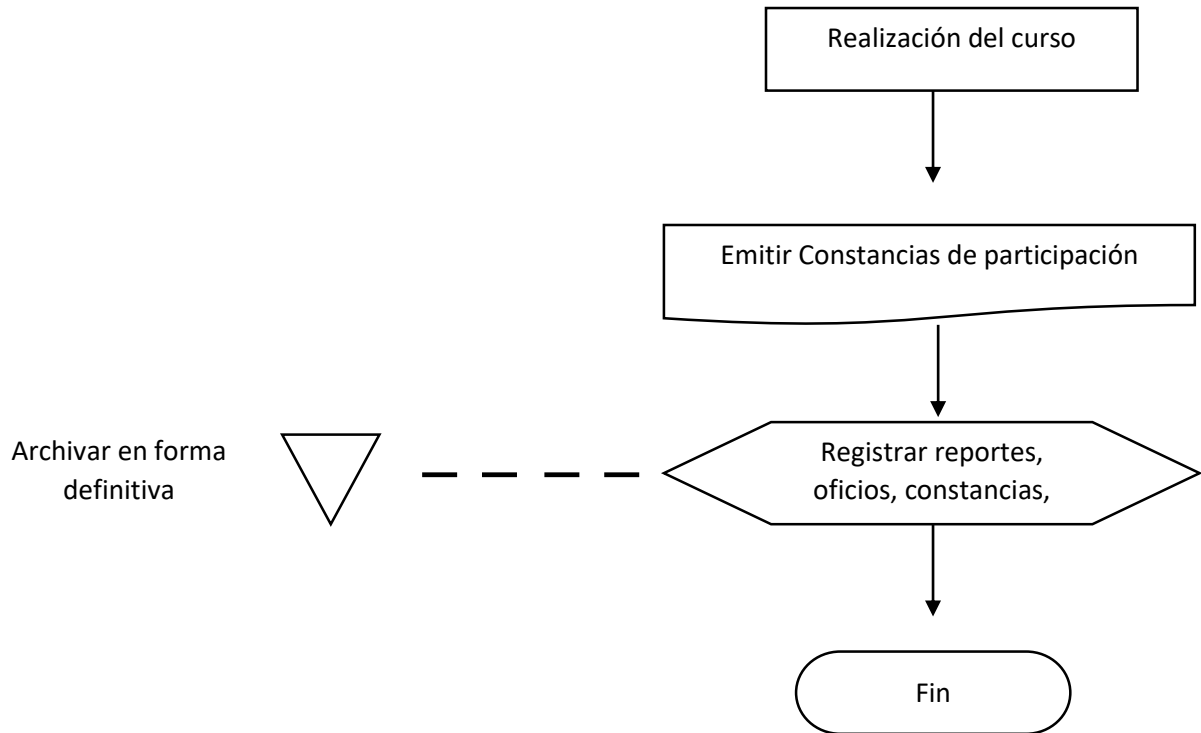 Realización del curso
Emitir Constancias de participación
Archivar en forma
definitiva
Registrar reportes,
oficios, constancias,
Fin